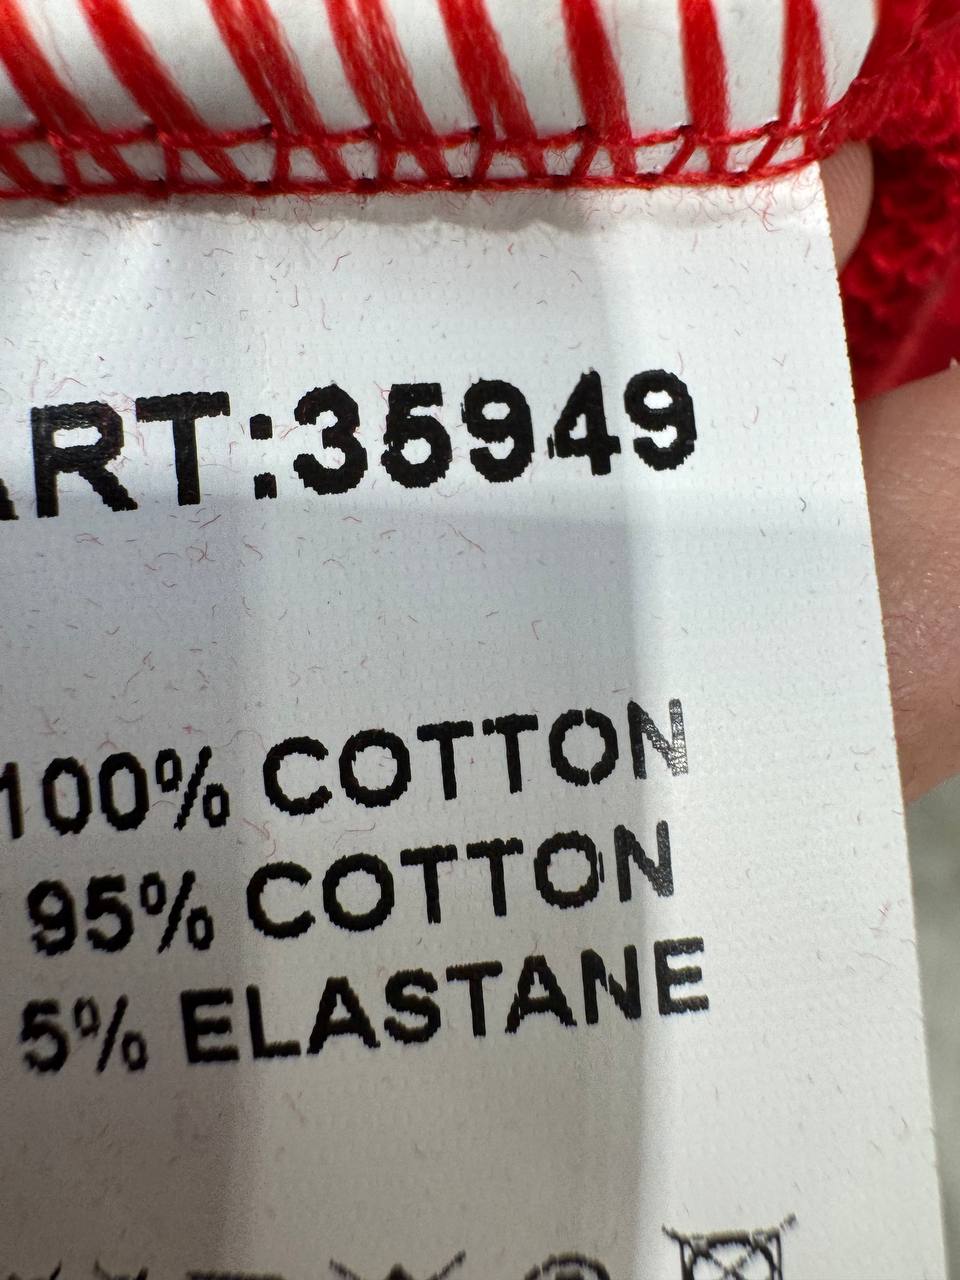 ART:35949
100% COTTON
95% COTTON
5% ELASTANE